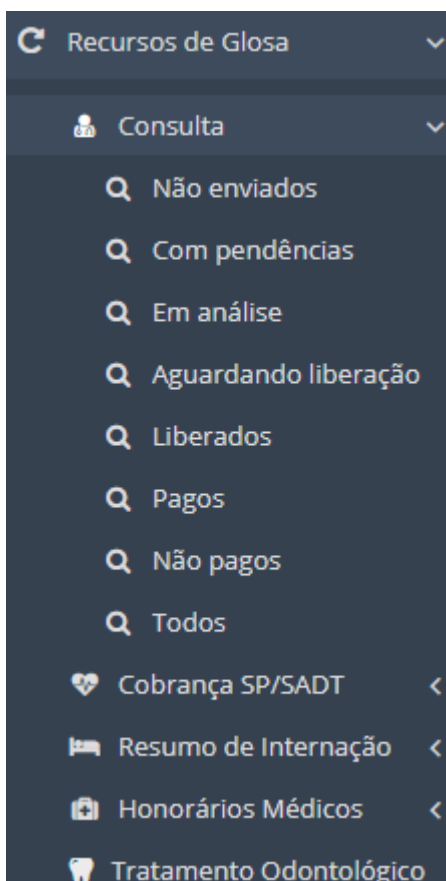 Recursos de Glosa
Consulta
Não enviados
Com pendências
Em análise
Aguardando liberação
Liberados
Pagos
Não pagos
Todos
Cobrança SP/SADT
Resumo de Internação
Honorários Médicos
Tratamento Odontológico